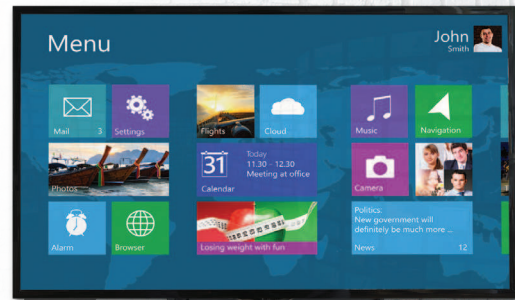 Menu
John
Smith
Mail 3
Settings
Flights
Cloud
Music
Navigation
Photos
31
Calendar
Today
11.30 - 12.30
Meeting at office
Camera
Alarm
Browser
Losing weight with fun
Politics:
New government will
definitely be much more ...
News 12